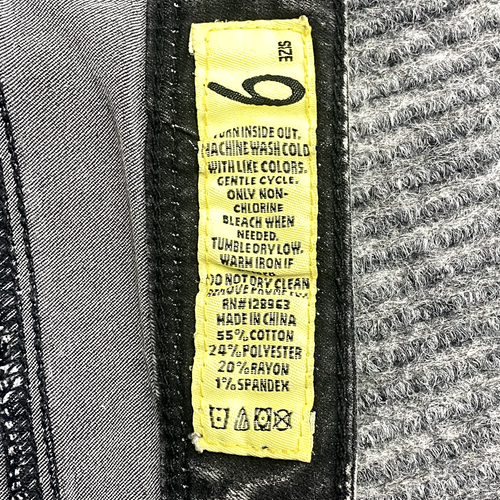 SIZE
9
TURN INSIDE OUT.
MACHINE WASH COLD
WITH LIKE COLORS.
GENTLE CYCLE.
ONLY NON-
CHLORINE
BLEACH WHEN
NEEDED.
TUMBLE DRY LOW.
WARM IRON IF
DO NOT DRY CLEAN
RN#128963
MADE IN CHINA
55% COTTON
24% POLYESTER
20% RAYON
1% SPANDEX